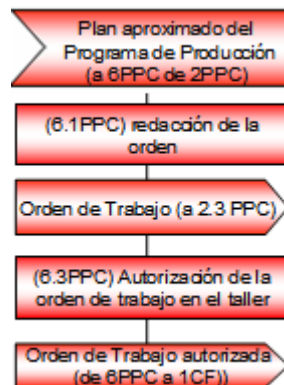 Plan aproximado del
Programa de Producción
(a 6PPC de 2PPC)
(6.1PPC) redacción de la
orden
Orden de Trabajo (a 2.3 PPC)
(6.3PPC) Autorización de la
orden de trabajo en el taller
Orden de Trabajo autorizada
(de 6PPC a 1CF))